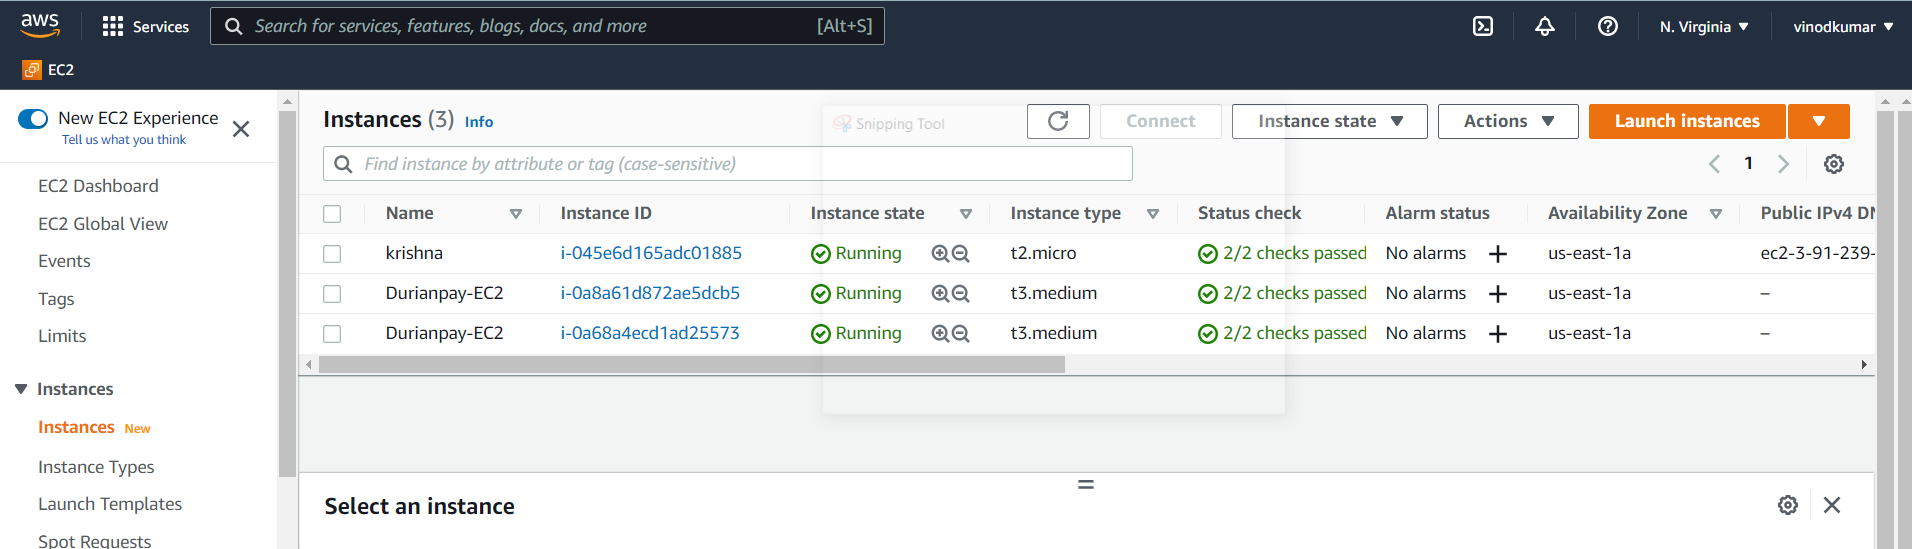 aws
Services
Search for services, features, blogs, docs, and more [Alt+S]
N. Virginia
vinodkumar
EC2
New EC2 Experience
Tell us what you think
EC2 Dashboard
EC2 Global View
Events
Tags
Limits
Instances
Instances New
Instance Types
Launch Templates
Spot Requests
Instances (3) Info
Snipping Tool
Connect
Instance state
Actions
Launch instances
Find instance by attribute or tag (case-sensitive)
1
Name Instance ID Instance state Instance type Status check Alarm status Availability Zone Public IPv4 DN
krishna i-045e6d165adc01885 Running t2.micro 2/2 checks passed No alarms us-east-1a ec2-3-91-239-
Durianpay-EC2 i-0a8a61d872ae5dcb5 Running t3.medium 2/2 checks passed No alarms us-east-1a –
Durianpay-EC2 i-0a68a4ecd1ad25573 Running t3.medium 2/2 checks passed No alarms us-east-1a –
Select an instance